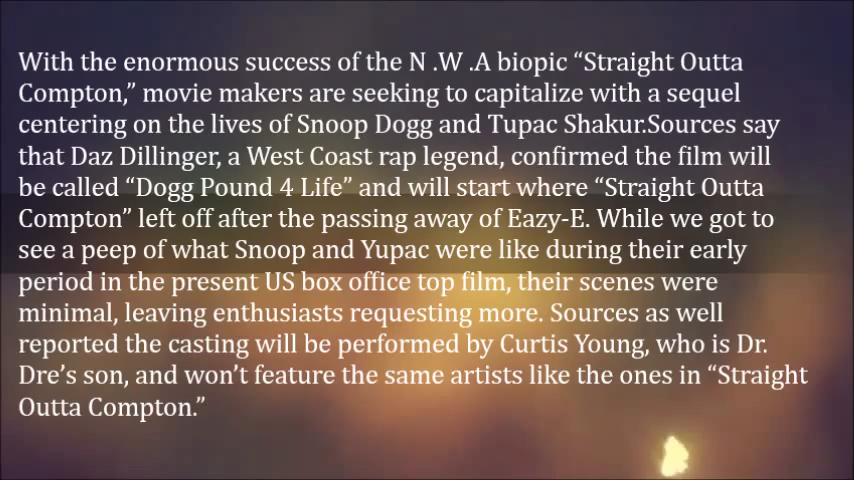 With the enormous success of the N .W .A biopic “Straight Outta
Compton,” movie makers are seeking to capitalize with a sequel
centering on the lives of Snoop Dogg and Tupac Shakur.Sources say
that Daz Dillinger, a West Coast rap legend, confirmed the film will
be called “Dogg Pound 4 Life” and will start where “Straight Outta
Compton” left off after the passing away of Eazy-E. While we got to
see a peep of what Snoop and Yupac were like during their early
period in the present US box office top film, their scenes were
minimal, leaving enthusiasts requesting more. Sources as well
reported the casting will be performed by Curtis Young, who is Dr.
Dre’s son, and won’t feature the same artists like the ones in “Straight
Outta Compton.”